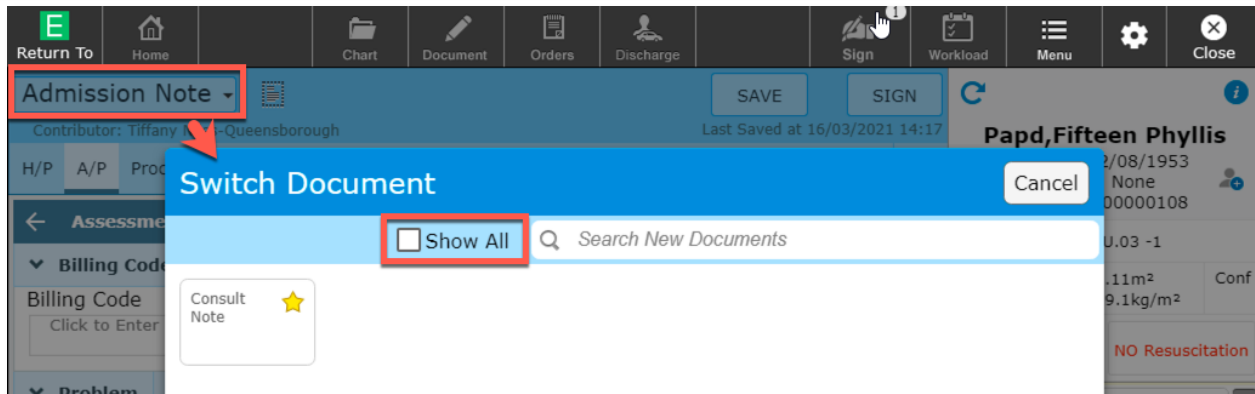 E
Return To
Home
Chart
Document
Orders
Discharge
1
Sign
Workload
Menu
Close
Admission Note
SAVE
SIGN
i
Contributor: Tiffany
-Queensborough
Last Saved at 16/03/2021 14:17
Papd,Fifteen Phyllis
H/P
A/P
Proc
2/08/1953
None
00000108
Switch Document
Cancel
Assessme
Show All
Search New Documents
U.03 -1
Billing Code
Billing Code
Click to Enter
Consult
Note
.11m²
9.1kg/m²
Conf
NO Resuscitation
Problem